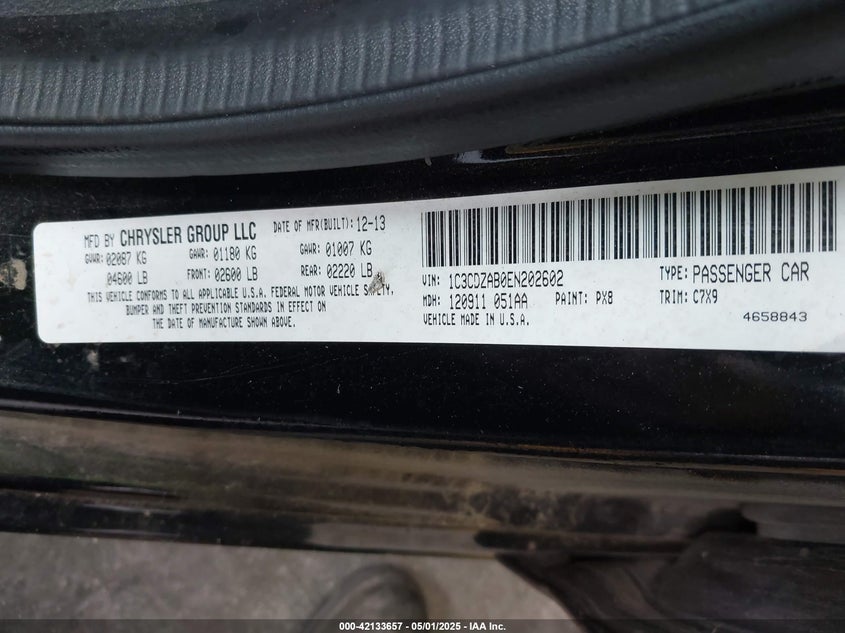 MFD BY CHRYSLER GROUP LLC DATE OF MFR(BUILT): 12-13
GVWR: 02087 KG GAWR: 01180 KG GAWR: 01007 KG
04600 LB FRONT: 02600 LB REAR: 02220 LB
THIS VEHICLE CONFORMS TO ALL APPLICABLE U.S.A. FEDERAL MOTOR VEHICLE SAFETY,
BUMPER AND THEFT PREVENTION STANDARDS IN EFFECT ON
THE DATE OF MANUFACTURE SHOWN ABOVE.
VIN: 1C3CDZAB0EN202602 TYPE: PASSENGER CAR
MDH: 120911 051AA PAINT: PX8 TRIM: C7X9
VEHICLE MADE IN U.S.A. 4658843
000-42133657 - 05/01/2025 - IAA Inc.